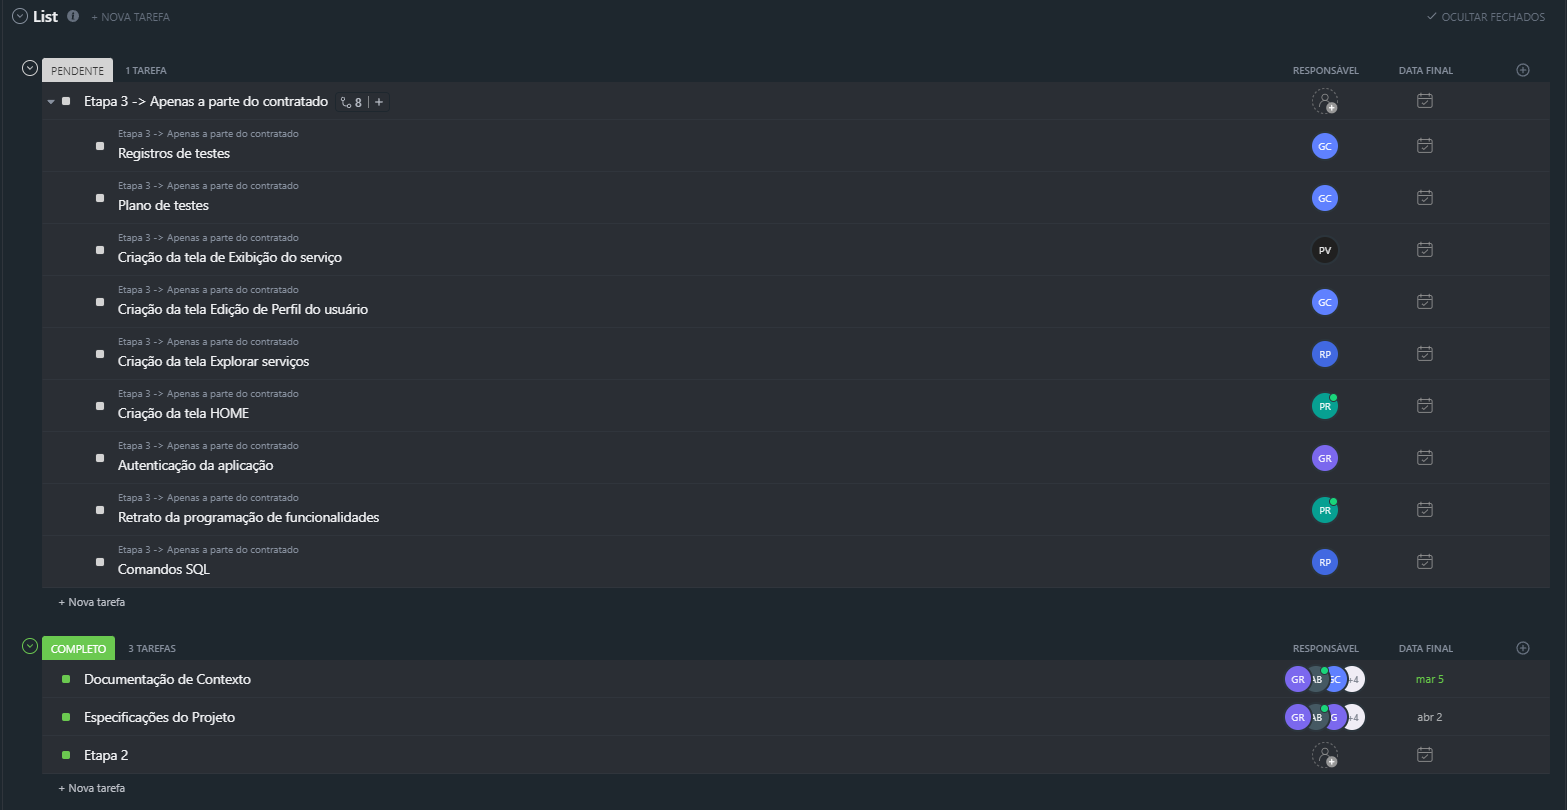 List + NOVA TAREFA OCULTAR FECHADOS
PENDENTE 1 TAREFA RESPONSÁVEL DATA FINAL
Etapa 3 -> Apenas a parte do contratado 8 +
Etapa 3 -> Apenas a parte do contratado
Registros de testes GC
Etapa 3 -> Apenas a parte do contratado
Plano de testes GC
Etapa 3 -> Apenas a parte do contratado
Criação da tela de Exibição do serviço PV
Etapa 3 -> Apenas a parte do contratado
Criação da tela Edição de Perfil do usuário GC
Etapa 3 -> Apenas a parte do contratado
Criação da tela Explorar serviços RP
Etapa 3 -> Apenas a parte do contratado
Criação da tela HOME PR
Etapa 3 -> Apenas a parte do contratado
Autenticação da aplicação GR
Etapa 3 -> Apenas a parte do contratado
Retrato da programação de funcionalidades PR
Etapa 3 -> Apenas a parte do contratado
Comandos SQL RP
+ Nova tarefa
COMPLETO 3 TAREFAS RESPONSÁVEL DATA FINAL
Documentação de Contexto GR AB GC +4 mar 5
Especificações do Projeto GR AB G +4 abr 2
Etapa 2
+ Nova tarefa